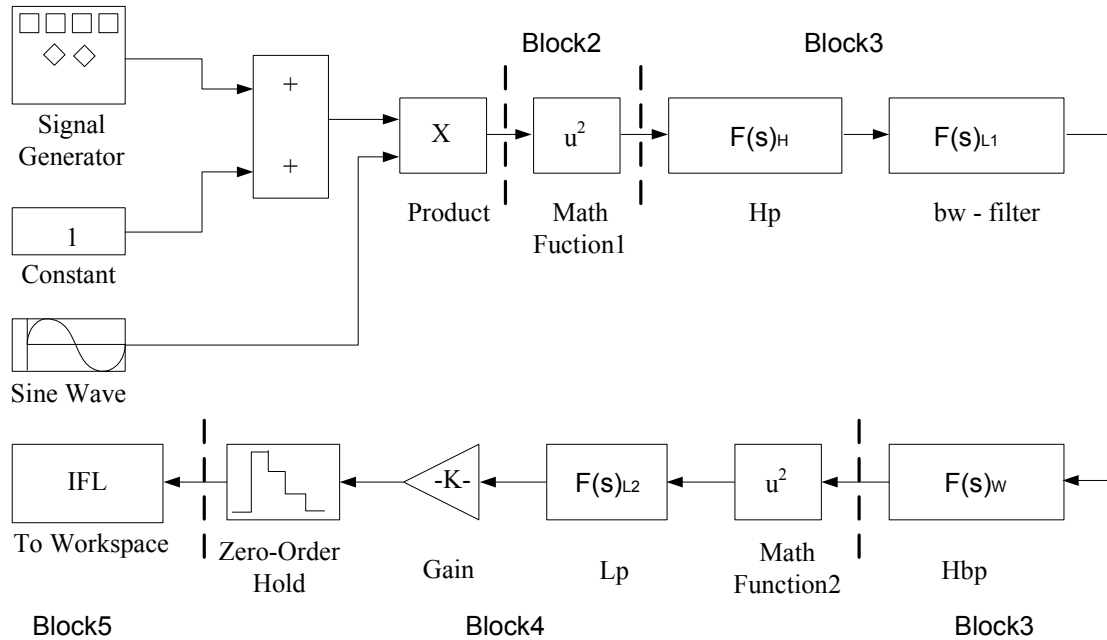 Block2
Block3
+
+
Signal
Generator
X
Product
u²
Math
Fuction1
F(s)H
Hp
F(s)L1
bw - filter
1
Constant
Sine Wave
IFL
To Workspace
Zero-Order
Hold
-K-
Gain
F(s)L2
Lp
u²
Math
Function2
F(s)W
Hbp
Block5
Block4
Block3